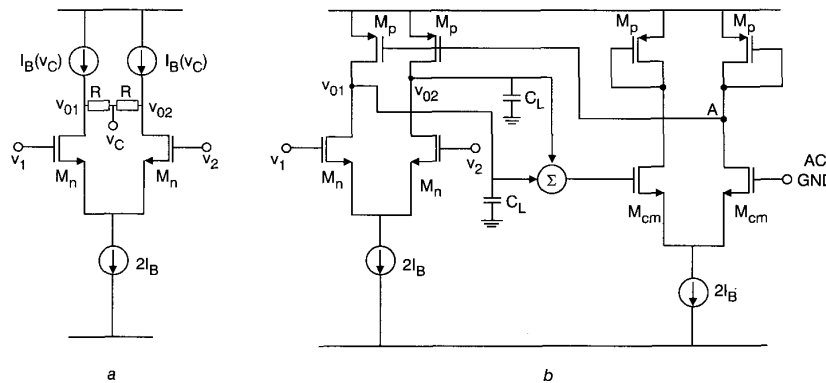 I_B(v_C) I_B(v_C)
R R
v_01 v_02
v_C
v_1 v_2
M_n M_n
2I_B
a
M_p M_p M_p M_p
v_01 v_02
C_L
A
v_1 v_2
Σ
AC
GND
M_n M_n
C_L
M_cm M_cm
2I_B
2I_B
b